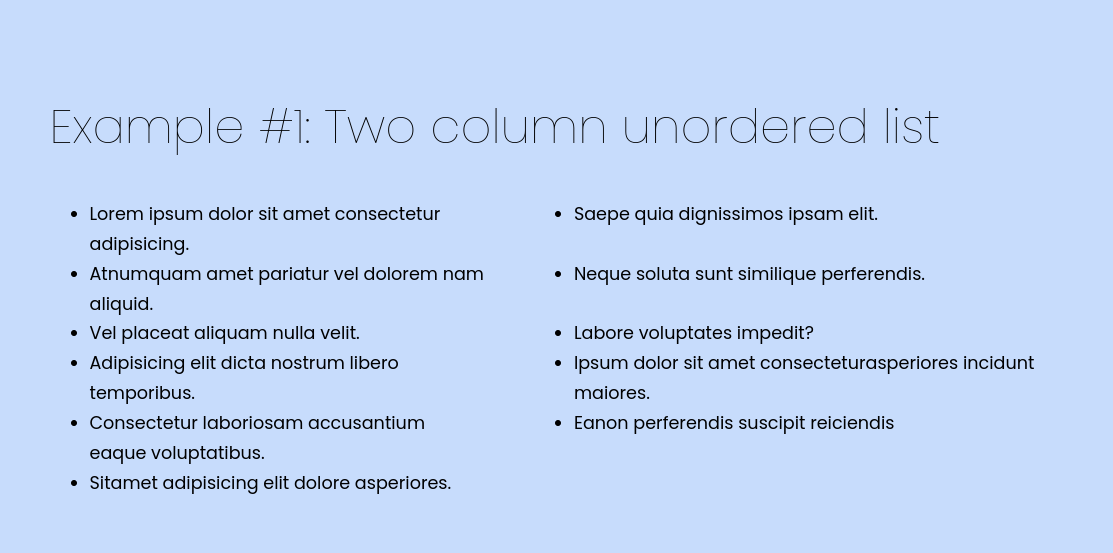 Example #1: Two column unordered list
Lorem ipsum dolor sit amet consectetur
adipisicing.
Atnumquam amet pariatur vel dolorem nam
aliquid.
Vel placeat aliquam nulla velit.
Adipisicing elit dicta nostrum libero
temporibus.
Consectetur laboriosam accusantium
eaque voluptatibus.
Sitamet adipisicing elit dolore asperiores.
Saepe quia dignissimos ipsam elit.
Neque soluta sunt similique perferendis.
Labore voluptates impedit?
Ipsum dolor sit amet consecteturasperiores incidunt
maiores.
Eanon perferendis suscipit reiciendis